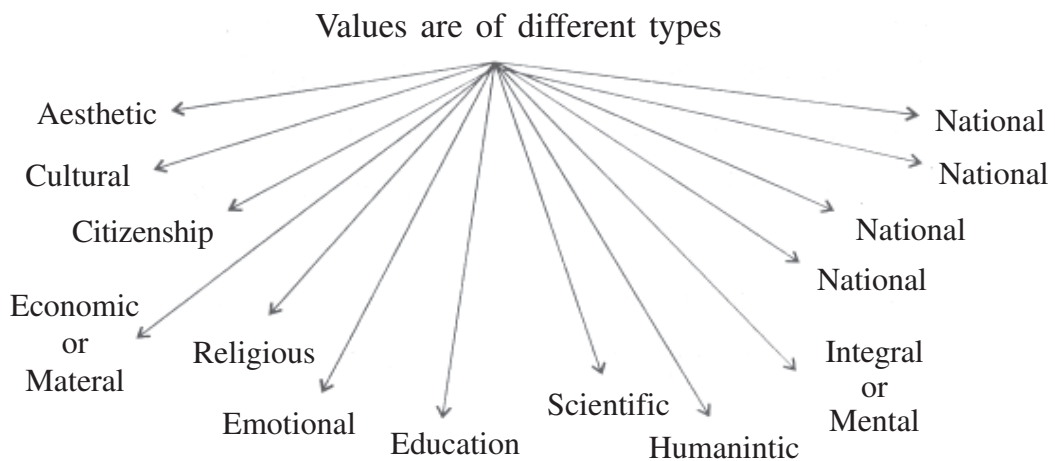 Values are of different types
Aesthetic
Cultural
Citizenship
Economic
or
Materal
Religious
Emotional
Education
Scientific
Humanintic
Integral
or
Mental
National
National
National
National